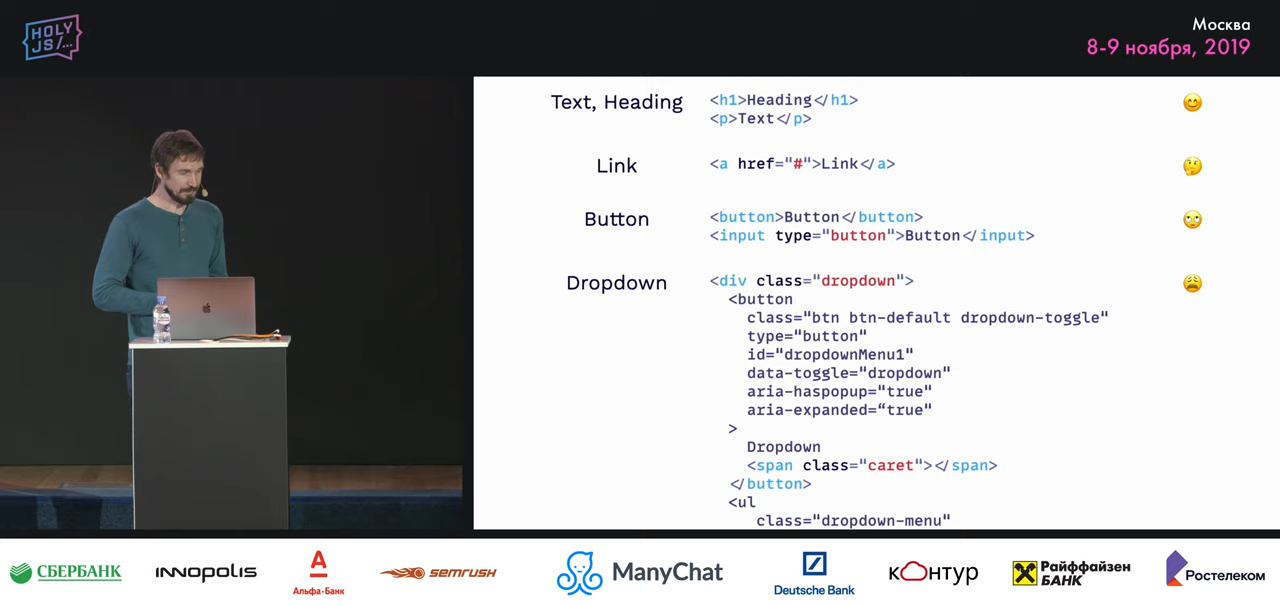 HOLY
JS/...
Москва
8-9 ноября, 2019
Text, Heading
<h1>Heading</h1>
<p>Text</p>
😊
Link
<a href="#">Link</a>
🤔
Button
<button>Button</button>
<input type="button">Button</input>
🙄
Dropdown
<div class="dropdown">
<button
class="btn btn-default dropdown-toggle"
type="button"
id="dropdownMenu1"
data-toggle="dropdown"
aria-haspopup="true"
aria-expanded=“true"
>
Dropdown
<span class="caret"></span>
</button>
<ul
class="dropdown-menu"
😩
СБЕРБАНК
INNOPOLIS
Альфа·Банк
SEMRUSH
ManyChat
Deutsche Bank
кОнтур
Райффайзен
БАНК
Ростелеком